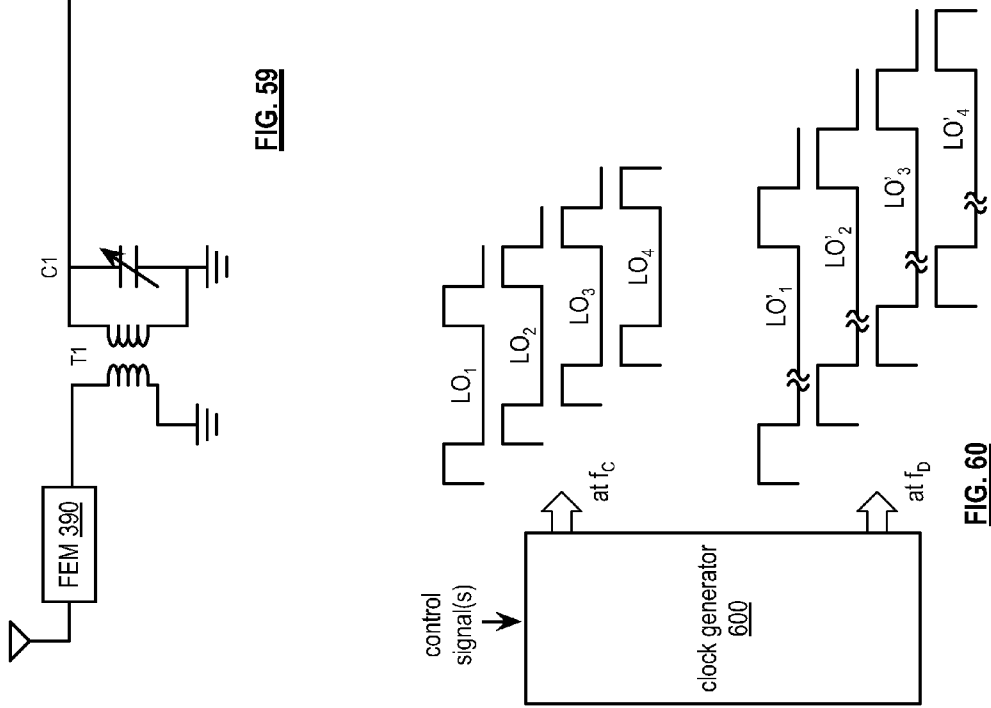 FEM 390
T1
C1
FIG. 59
control
signal(s)
clock generator
600
at fC
at fD
LO1
LO2
LO3
LO4
LO'1
LO'2
LO'3
LO'4
FIG. 60